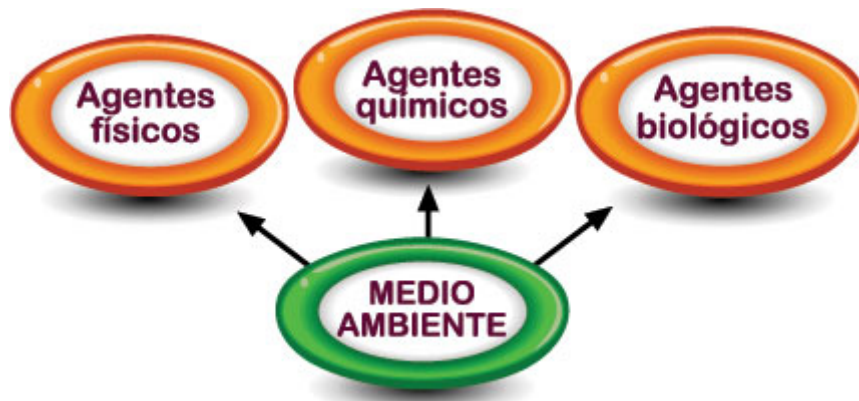 Agentes
físicos
Agentes
químicos
Agentes
biológicos
MEDIO
AMBIENTE